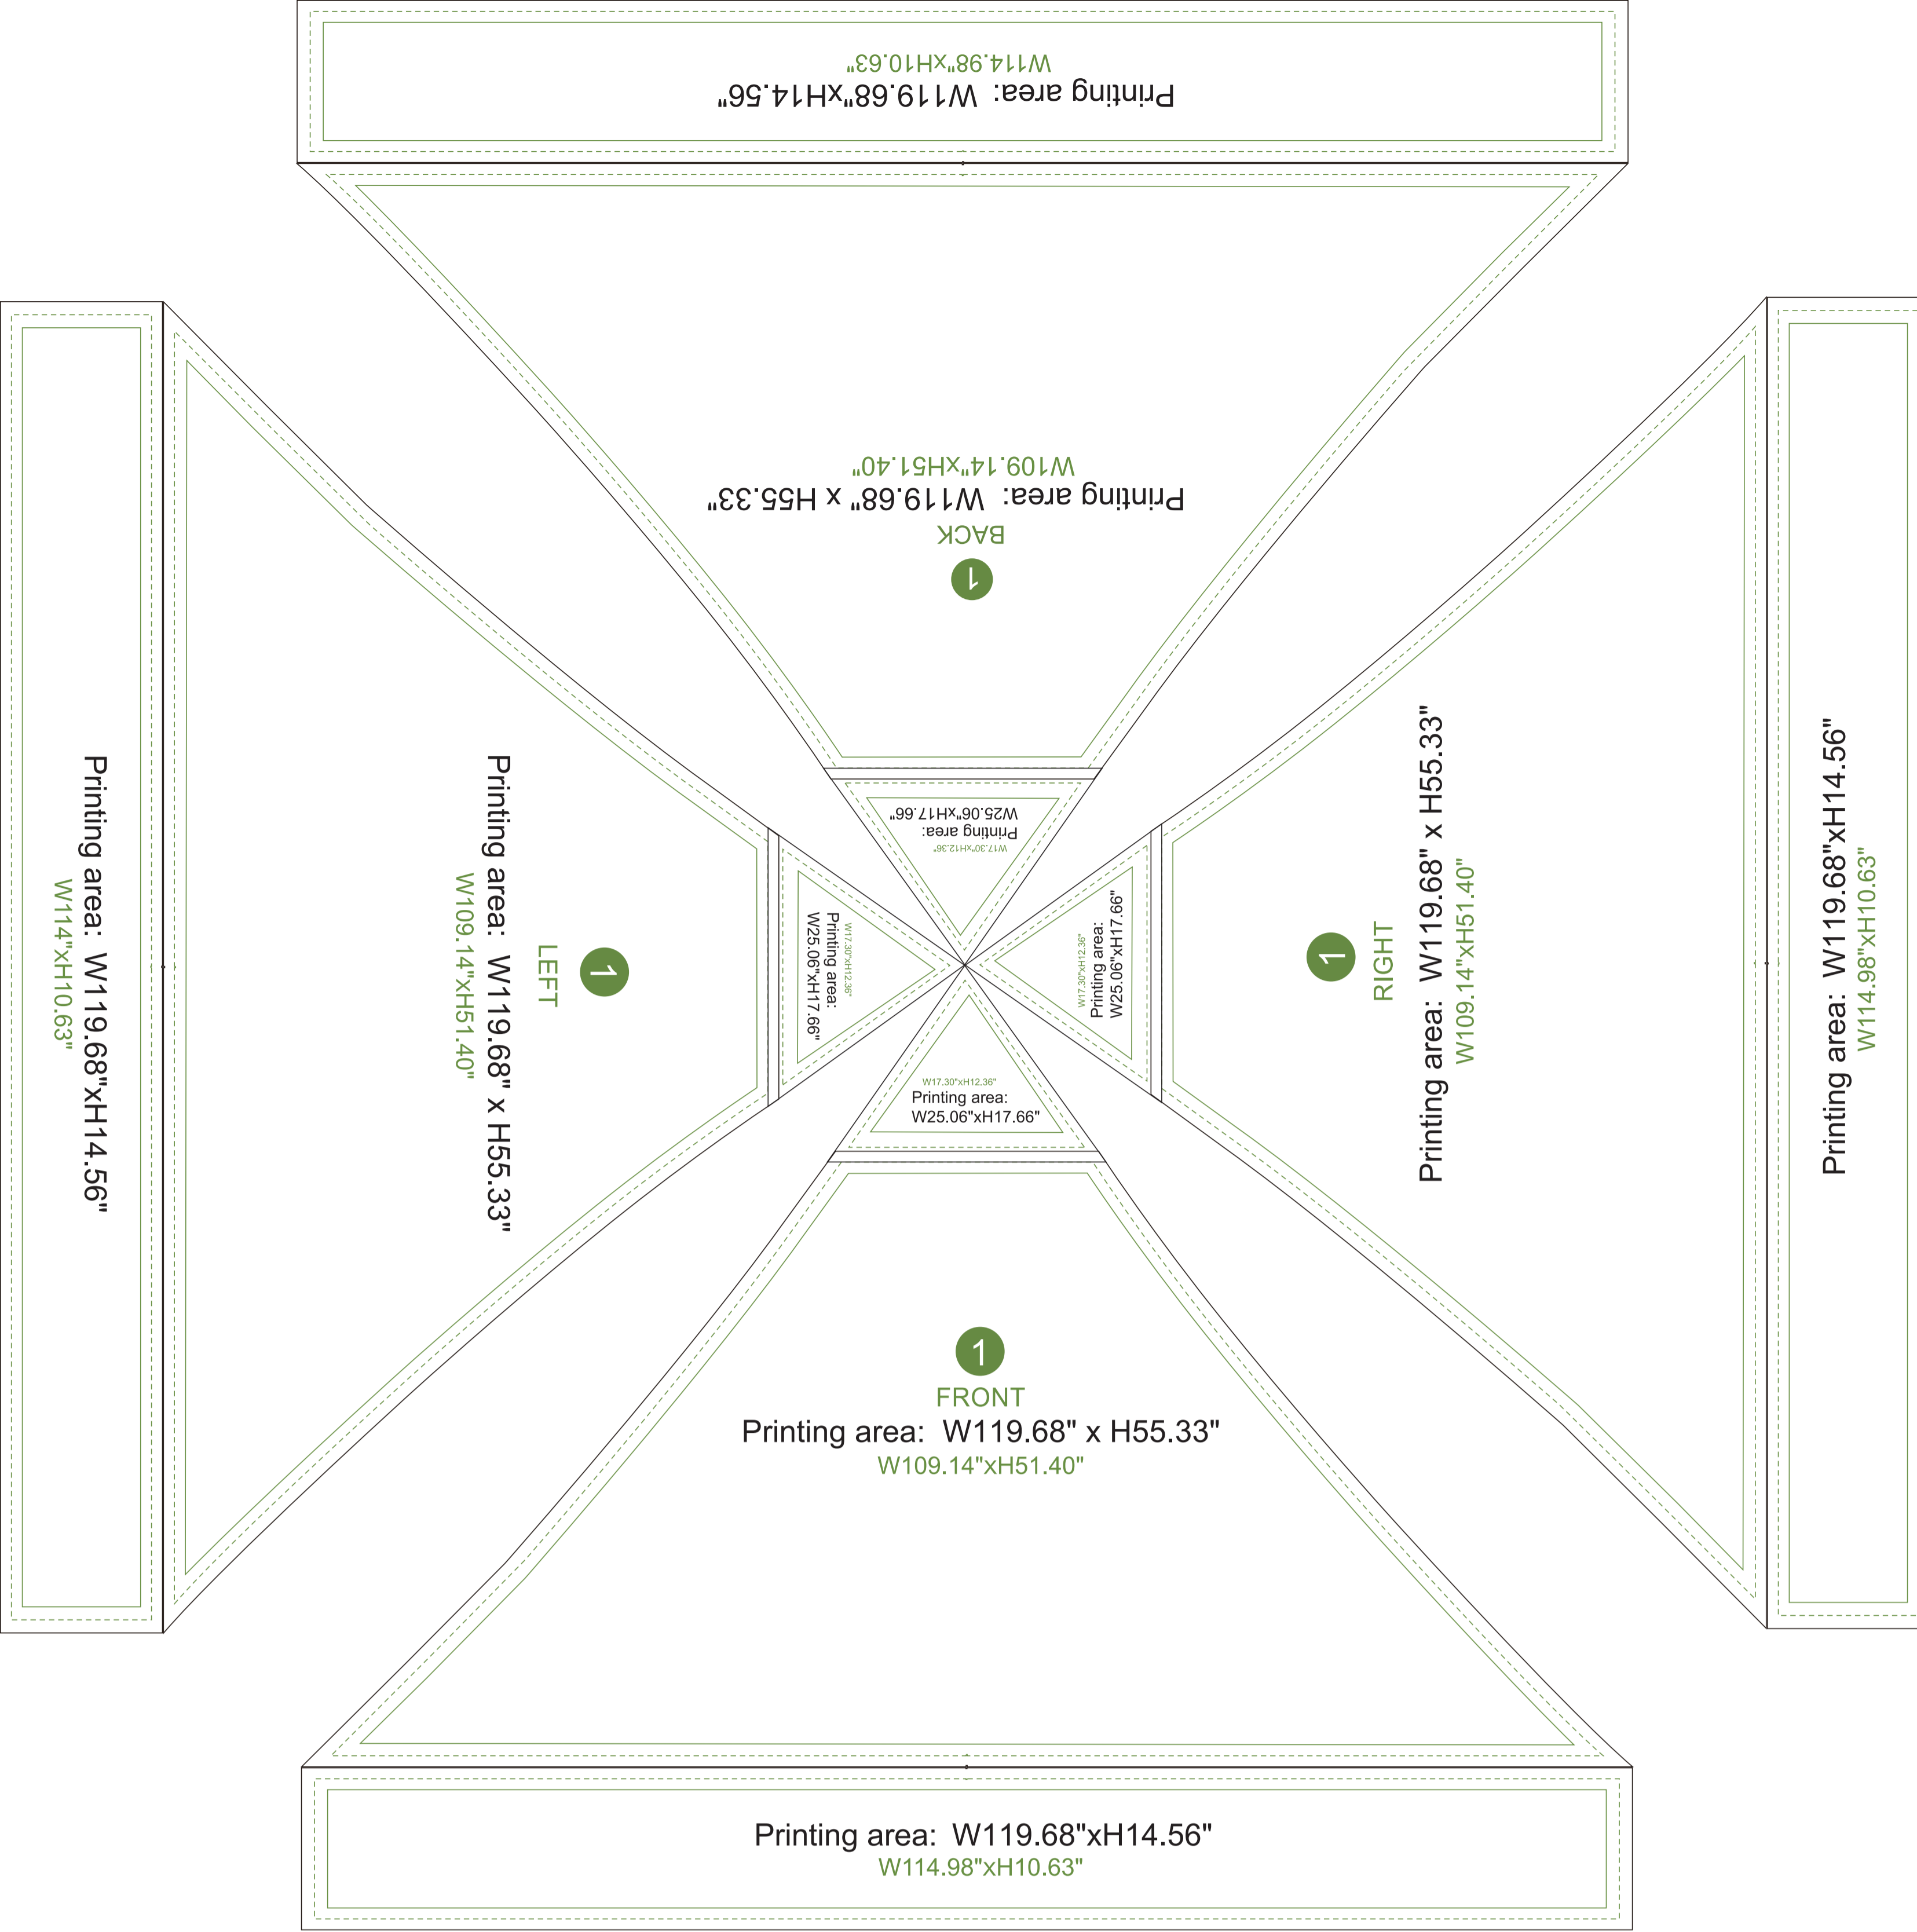 W114.98"xH10.63"
Printing area: W119.68"xH14.56"
W109.14"xH51.40"
Printing area: W119.68" x H55.33"
BACK
1
W25.06"xH17.66"
Printing area:
W17.30"xH12.36"
Printing area: W119.68"xH14.56"
W114"xH10.63"
Printing area: W119.68" x H55.33"
W109.14"xH51.40"
LEFT
1
W17.30"xH12.36"
Printing area:
W25.06"xH17.66"
W17.30"xH12.36"
Printing area:
W25.06"xH17.66"
1
RIGHT
Printing area: W119.68" x H55.33"
W109.14"xH51.40"
Printing area: W119.68"xH14.56"
W114.98"xH10.63"
W17.30"xH12.36"
Printing area:
W25.06"xH17.66"
1
FRONT
Printing area: W119.68" x H55.33"
W109.14"xH51.40"
Printing area: W119.68"xH14.56"
W114.98"xH10.63"